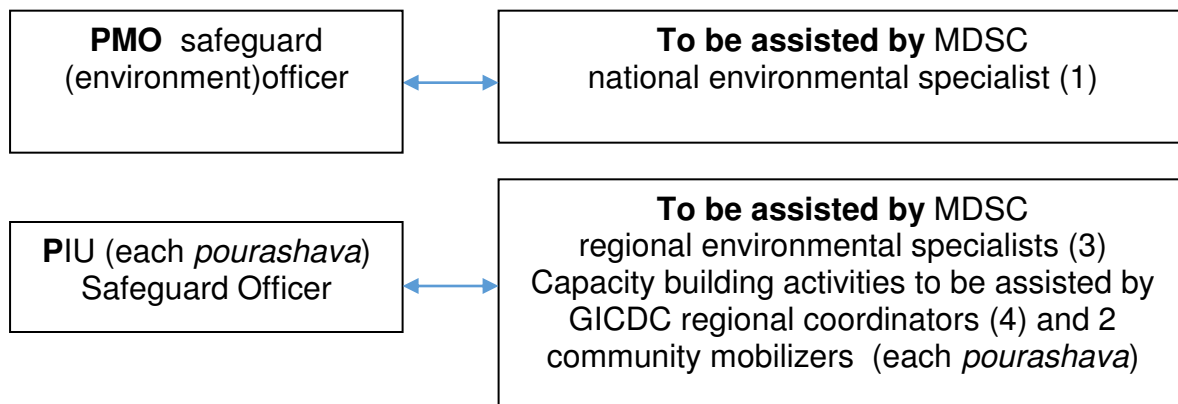 PMO safeguard
(environment)officer
To be assisted by MDSC
national environmental specialist (1)
PIU (each pourashava)
Safeguard Officer
To be assisted by MDSC
regional environmental specialists (3)
Capacity building activities to be assisted by
GICDC regional coordinators (4) and 2
community mobilizers (each pourashava)